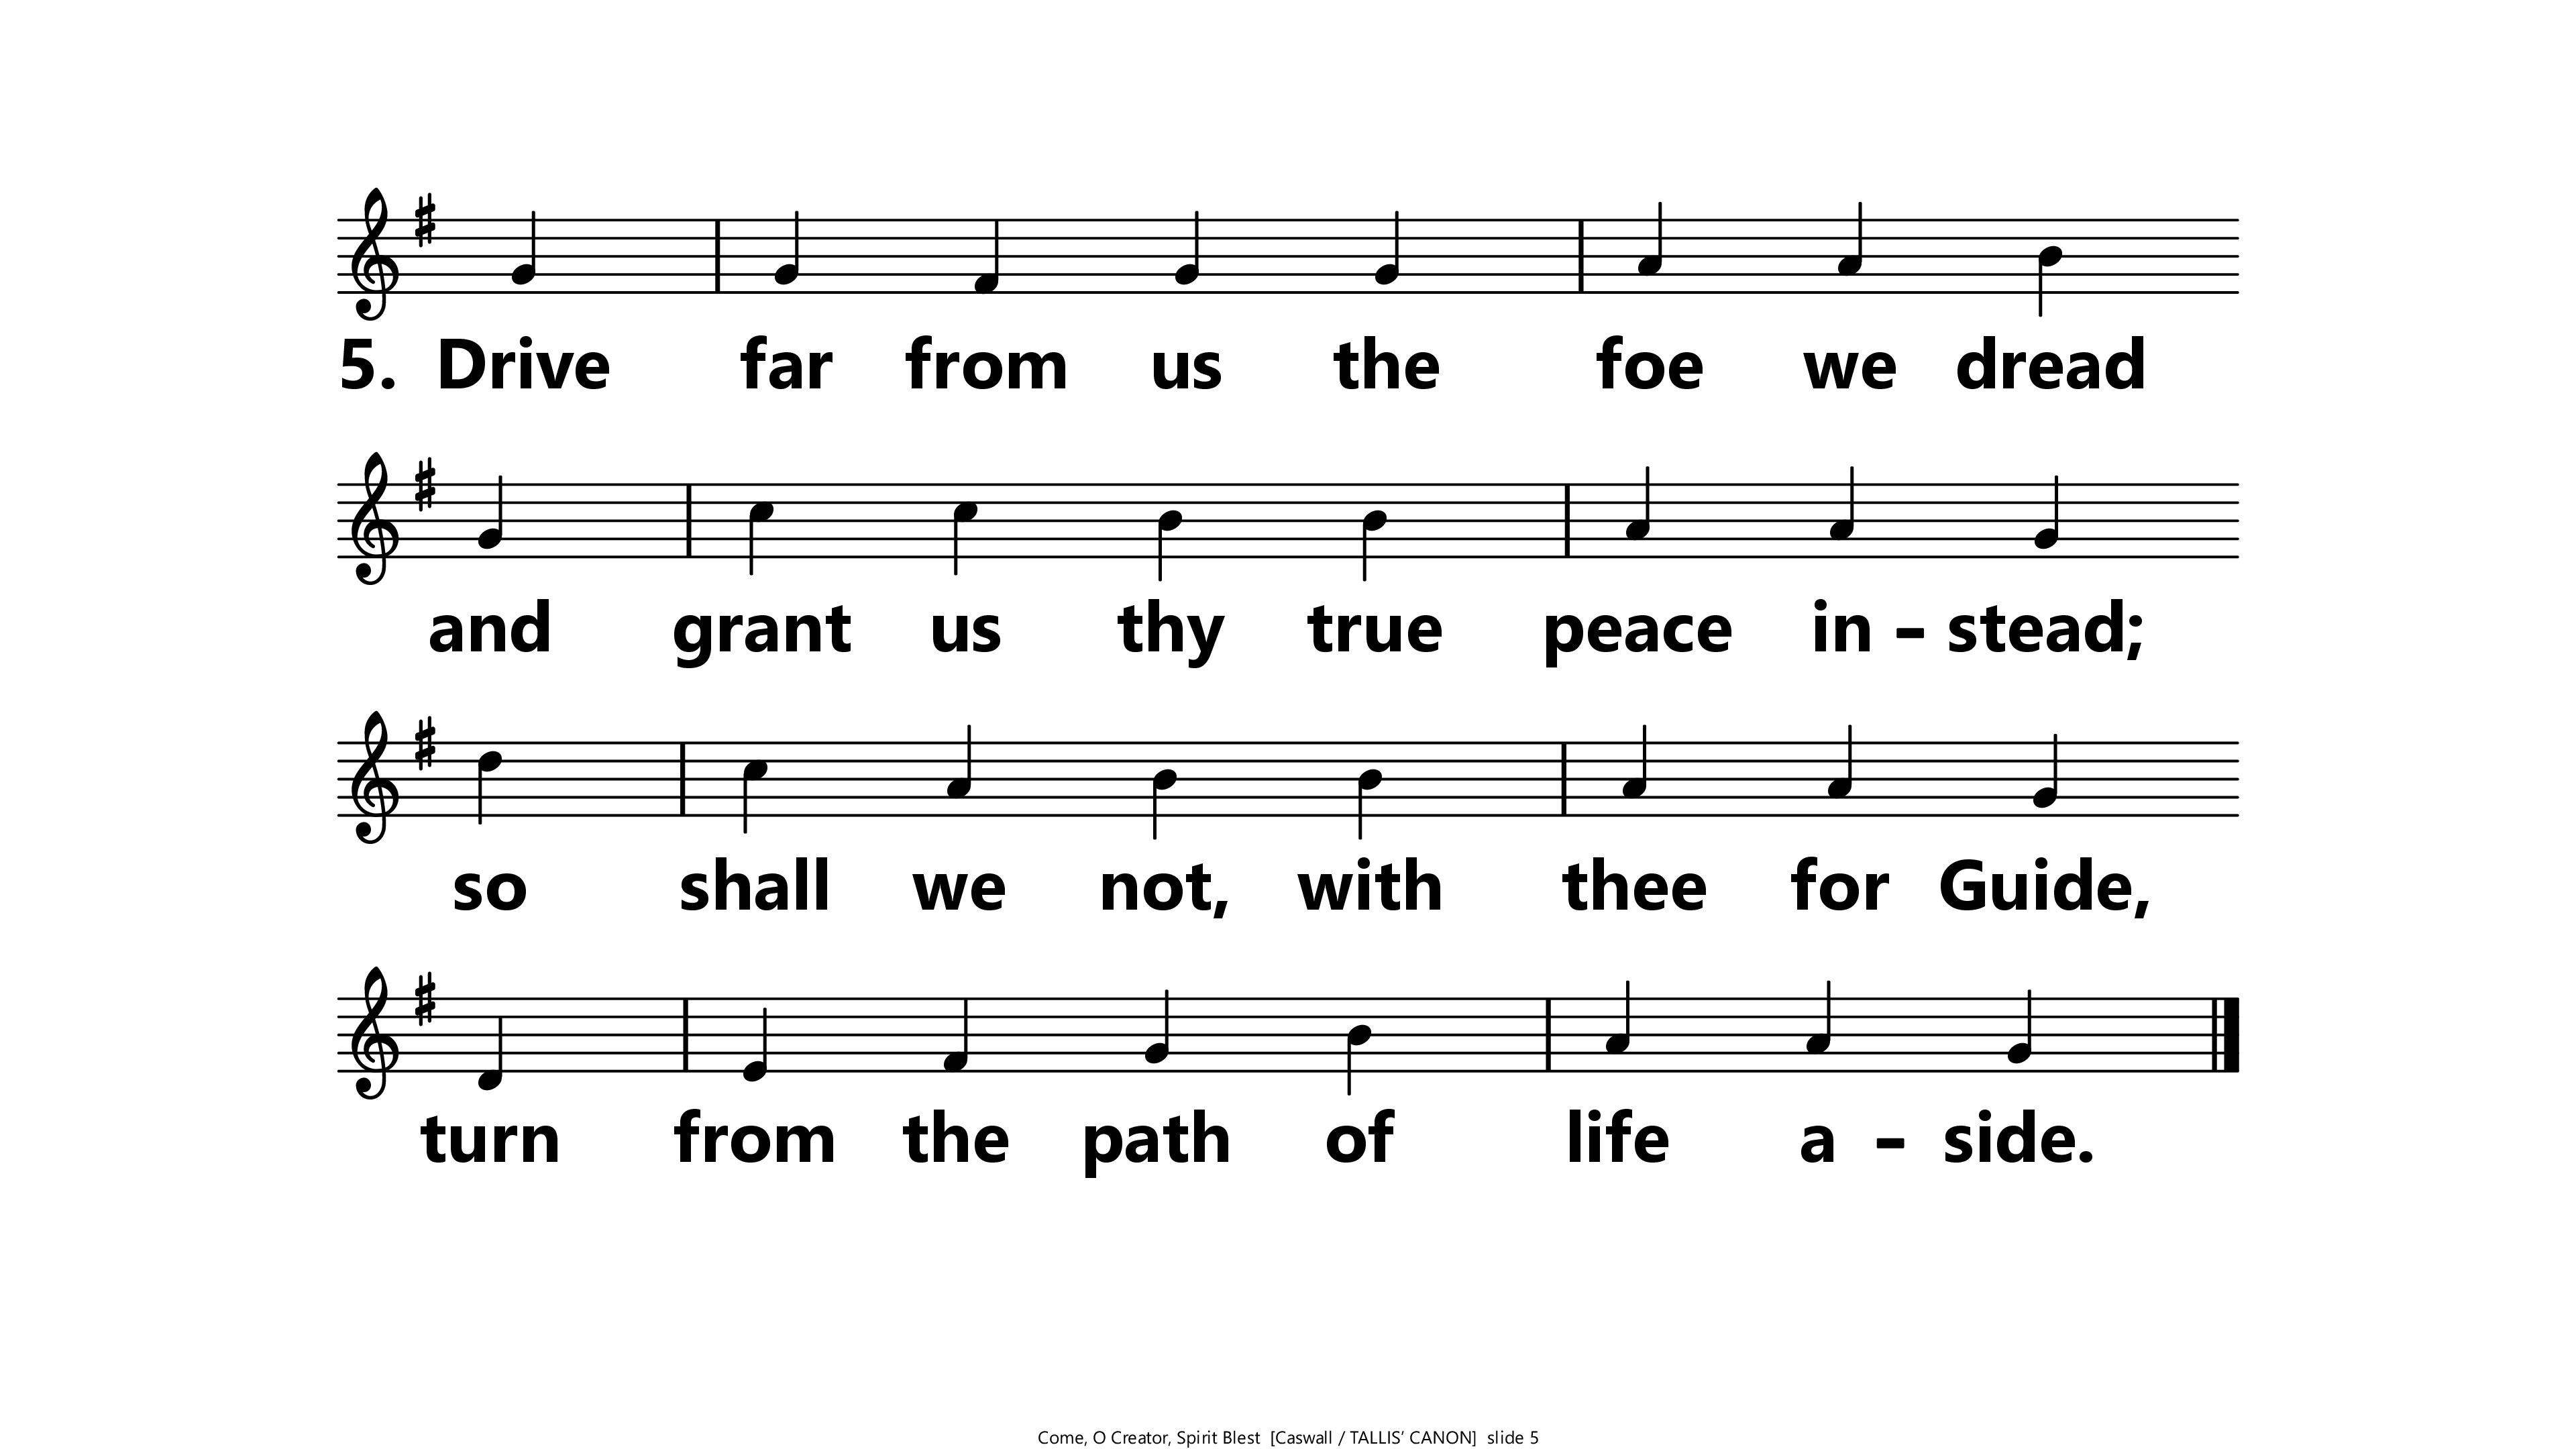 5. Drive far from us the foe we dread
and grant us thy true peace in - stead;
so shall we not, with thee for Guide,
turn from the path of life a - side.
Come, O Creator, Spirit Blest [Caswall / TALLIS’ CANON] slide 5